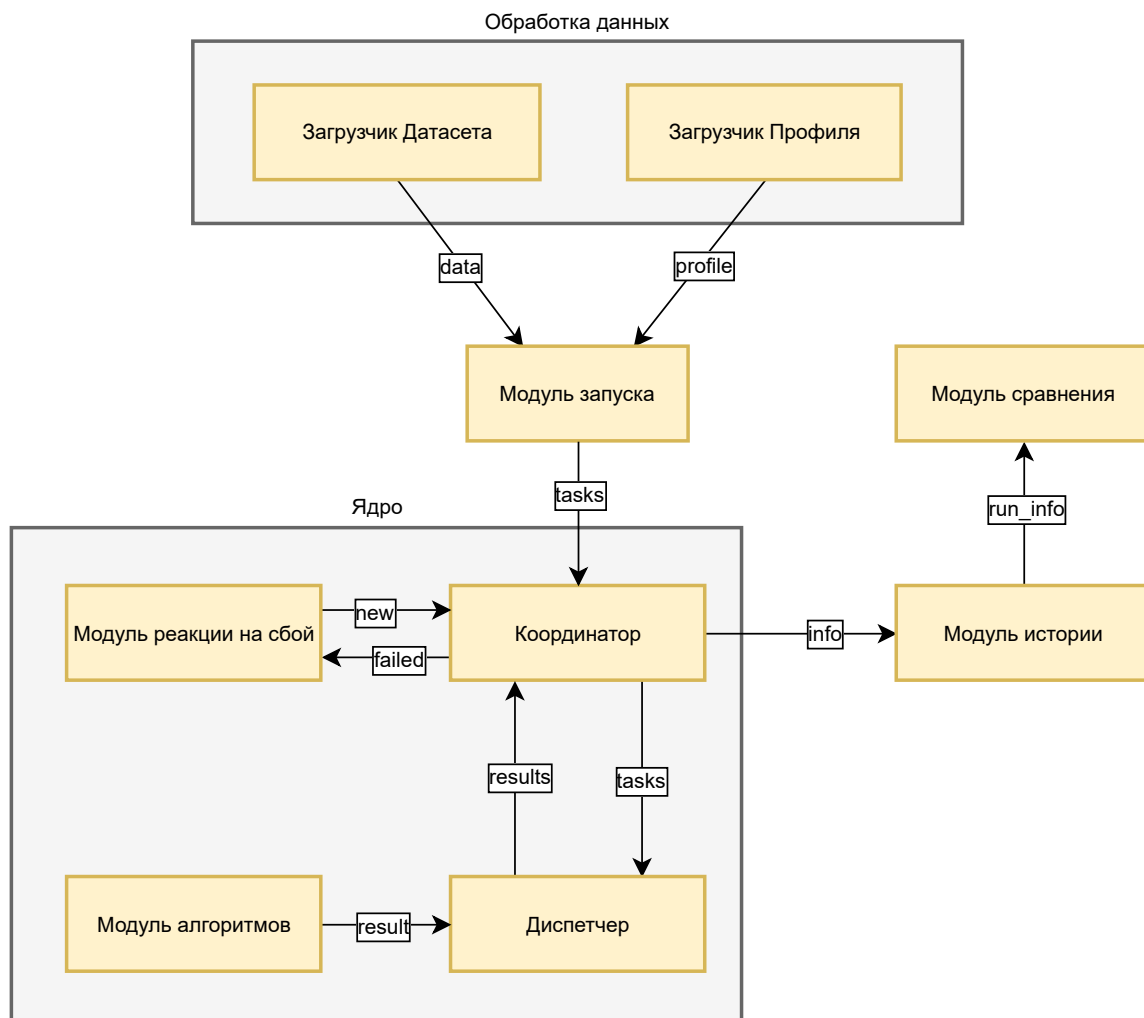 Обработка данных
Загрузчик Датасета
Загрузчик Профиля
data
profile
Модуль запуска
Модуль сравнения
tasks
run_info
Ядро
Модуль реакции на сбой
new
failed
Координатор
info
Модуль истории
results
tasks
Модуль алгоритмов
result
Диспетчер